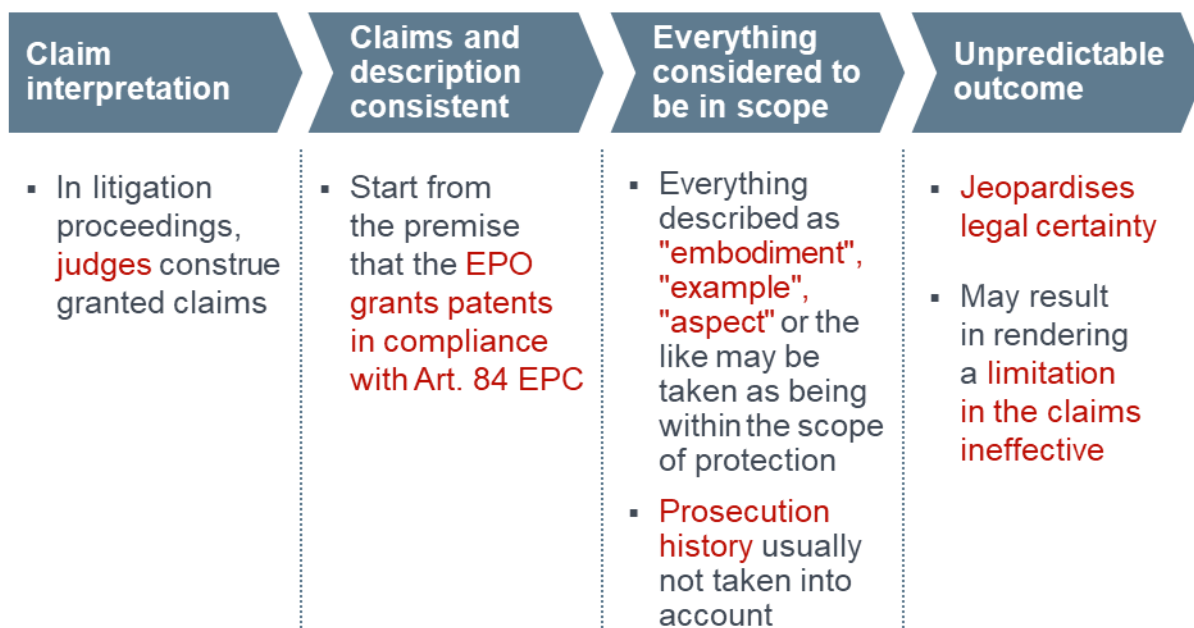 Claim
interpretation
Claims and
description
consistent
Everything
considered to
be in scope
Unpredictable
outcome
▪ In litigation
proceedings,
judges construe
granted claims
▪ Start from
the premise
that the EPO
grants patents
in compliance
with Art. 84 EPC
▪ Everything
described as
"embodiment",
"example",
"aspect" or the
like may be
taken as being
within the scope
of protection
▪ Prosecution
history usually
not taken into
account
▪ Jeopardises
legal certainty
▪ May result
in rendering
a limitation
in the claims
ineffective